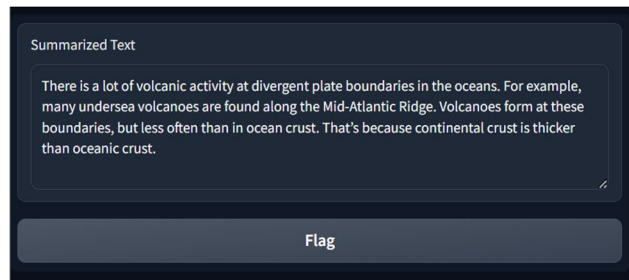 Summarized Text
There is a lot of volcanic activity at divergent plate boundaries in the oceans. For example,
many undersea volcanoes are found along the Mid-Atlantic Ridge. Volcanoes form at these
boundaries, but less often than in ocean crust. That’s because continental crust is thicker
than oceanic crust.
Flag